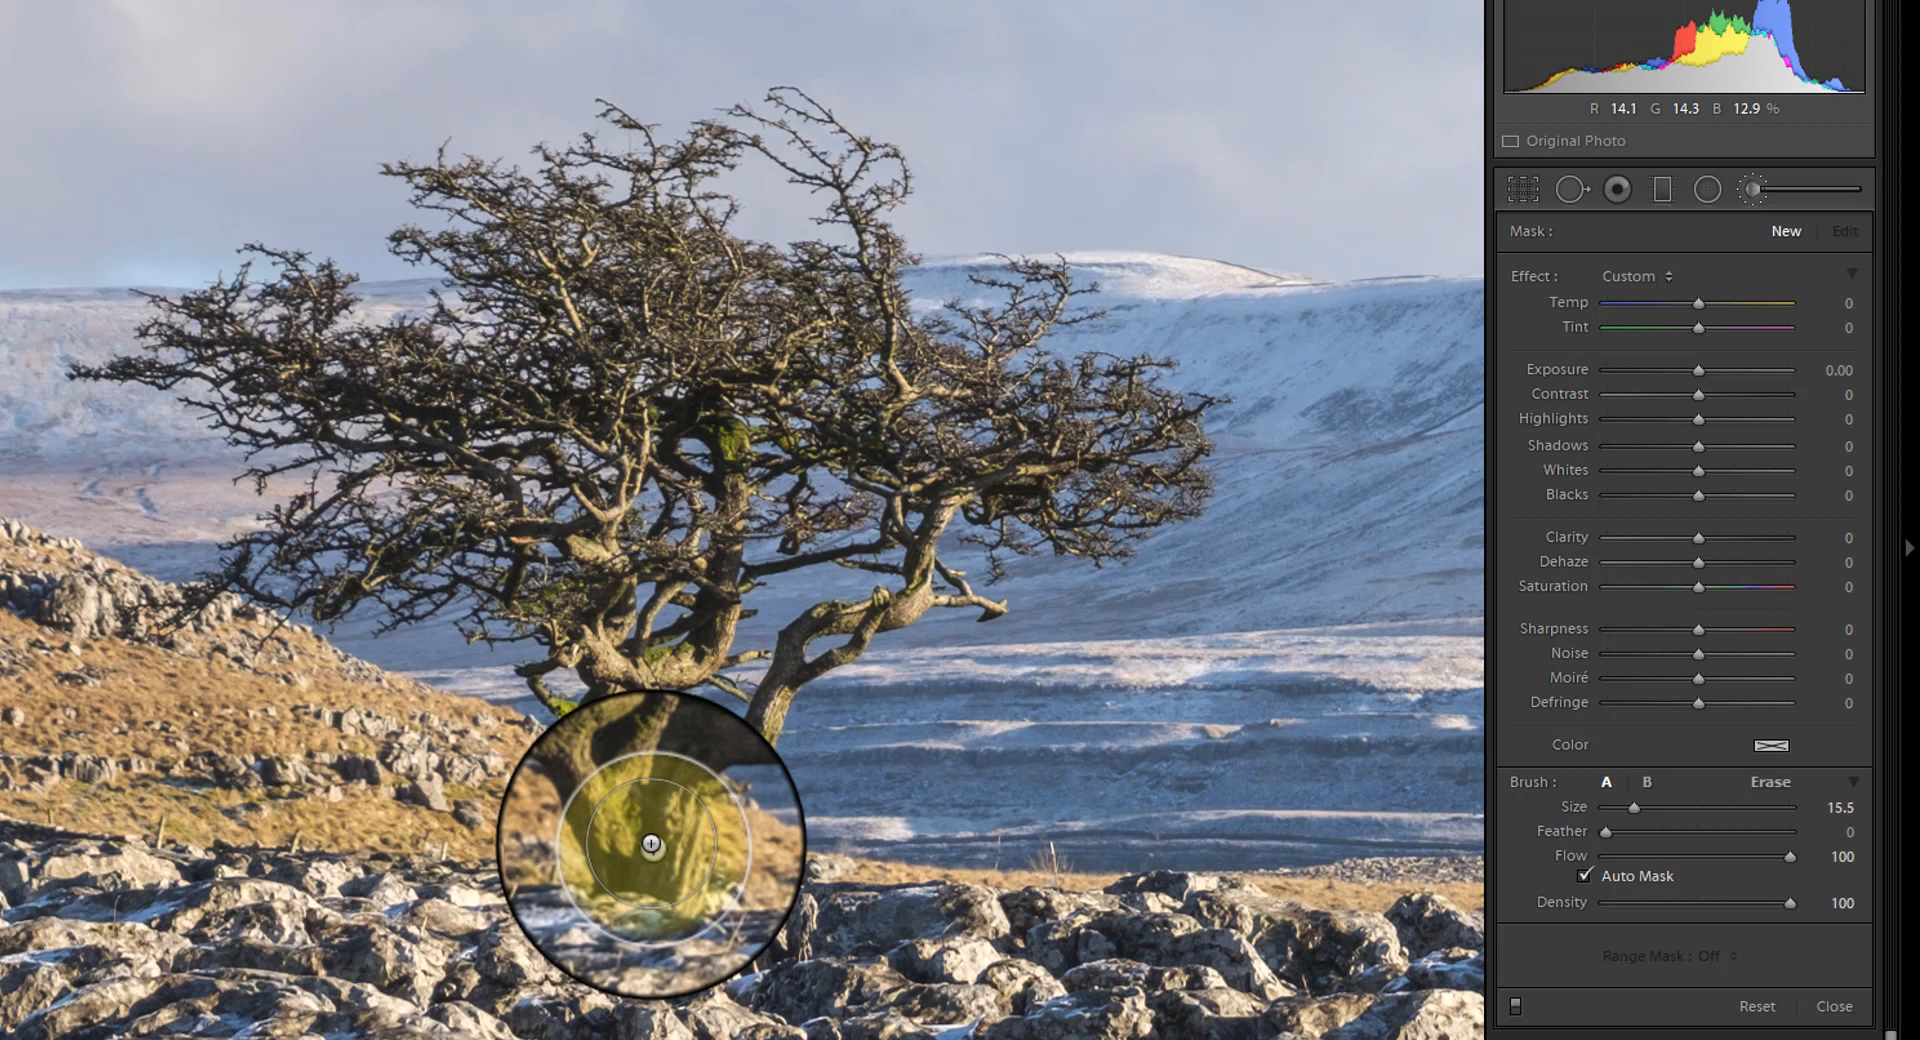 R 14.1 G 14.3 B 12.9 %
Original Photo
Mask : New Edit
Effect : Custom
Temp 0
Tint 0
Exposure 0.00
Contrast 0
Highlights 0
Shadows 0
Whites 0
Blacks 0
Clarity 0
Dehaze 0
Saturation 0
Sharpness 0
Noise 0
Moiré 0
Defringe 0
Color
Brush : A B Erase
Size 15.5
Feather 0
Flow 100
Auto Mask
Density 100
Range Mask : Off
Reset Close